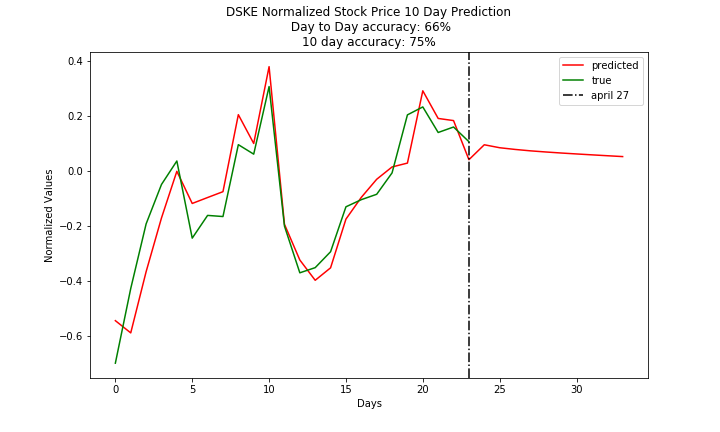 DSKE Normalized Stock Price 10 Day Prediction
Day to Day accuracy: 66%
10 day accuracy: 75%
predicted
true
april 27
0.4
0.2
0.0
−0.2
−0.4
−0.6
Normalized Values
0 5 10 15 20 25 30
Days